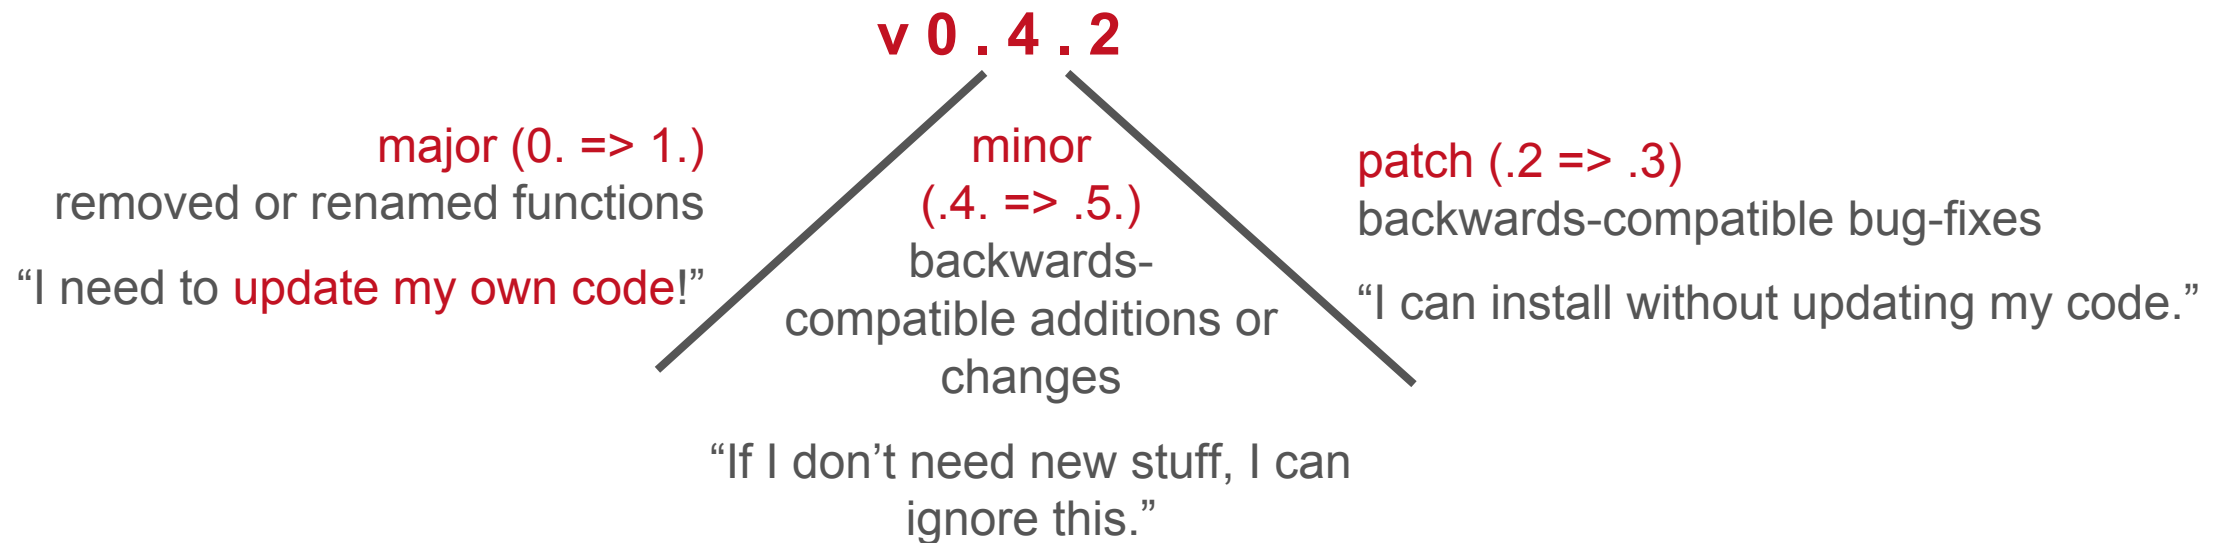 v 0 . 4 . 2
major (0. => 1.)
removed or renamed functions
“I need to update my own code!”
minor
(.4. => .5.)
backwards-
compatible additions or
changes
“If I don’t need new stuff, I can
ignore this.”
patch (.2 => .3)
backwards-compatible bug-fixes
“I can install without updating my code.”